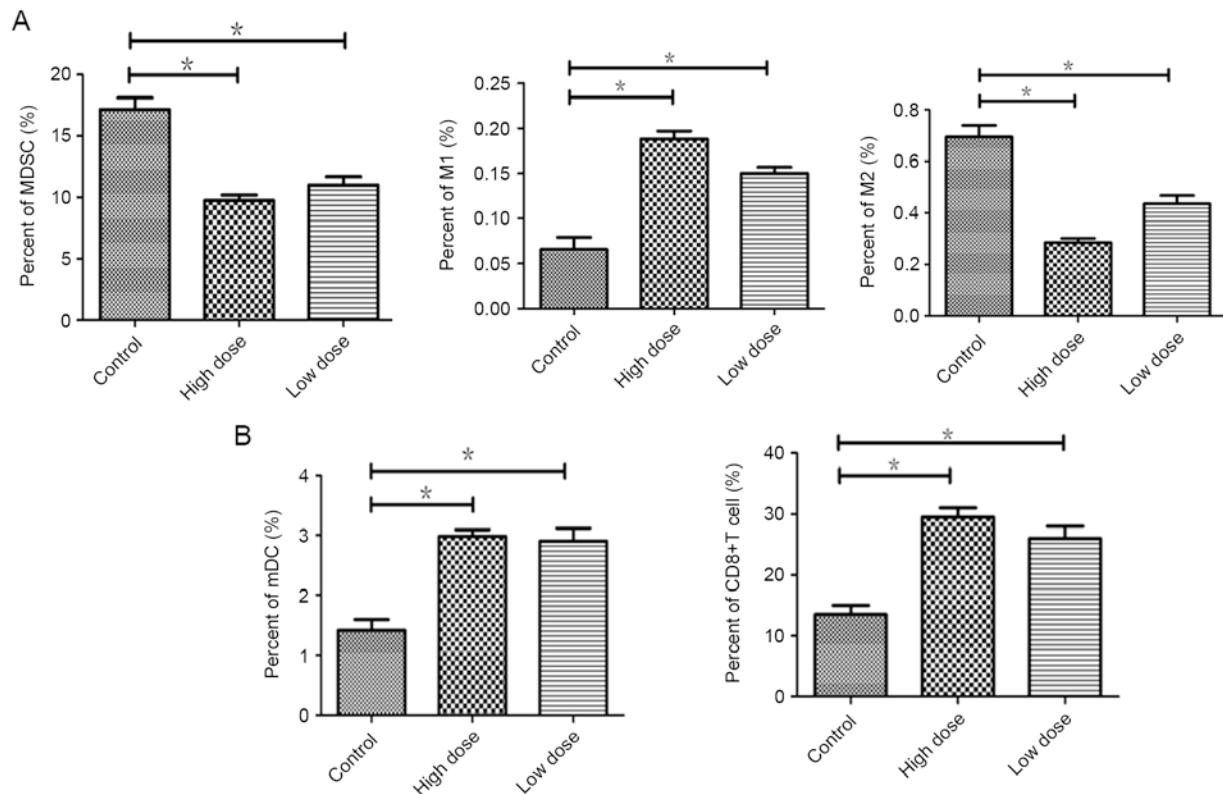 A
* *
Percent of MDSC (%)
20
15
10
5
0
Control
High dose
Low dose
* *
Percent of M1 (%)
0.25
0.20
0.15
0.10
0.05
0.00
Control
High dose
Low dose
* *
Percent of M2 (%)
0.8
0.6
0.4
0.2
0.0
Control
High dose
Low dose
B
* *
Percent of mDC (%)
4
3
2
1
0
Control
High dose
Low dose
* *
Percent of CD8+T cell (%)
40
30
20
10
0
Control
High dose
Low dose